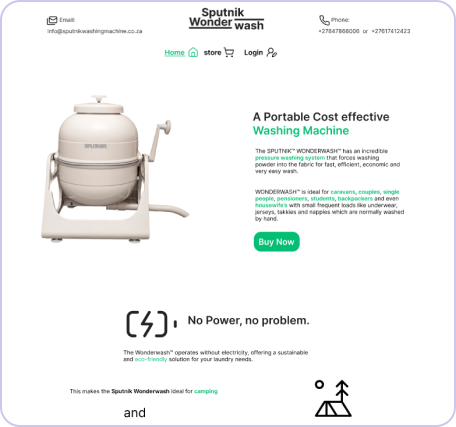 Sputnik
Wonder wash
Email:
info@sputnikwashingmachine.co.za
Phone:
+27847868006 or +27617412423
Home store Login
SPUTNIK
A Portable Cost effective
Washing Machine
The SPUTNIK™ WONDERWASH™ has an incredible
pressure washing system that forces washing
powder into the fabric for fast, efficient, economic and
very easy wash.
WONDERWASH™ is ideal for caravans, couples, single
people, pensioners, students, backpackers and even
housewife's with small frequent loads like underwear,
jerseys, takkies and nappies which are normally washed
by hand.
Buy Now
No Power, no problem.
The Wonderwash™ operates without electricity, offering a sustainable
and eco-friendly solution for your laundry needs.
This makes the Sputnik Wonderwash ideal for camping
and